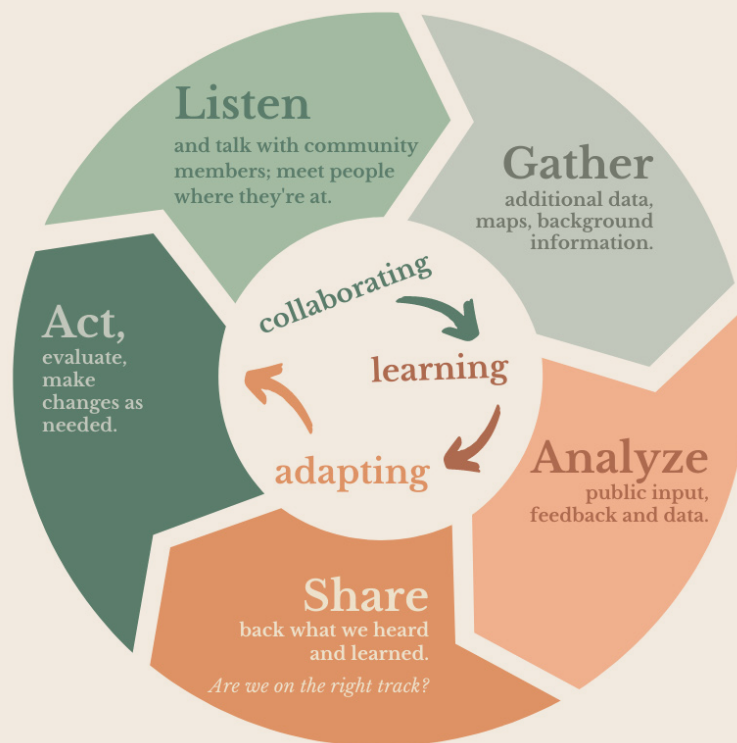 Listen
and talk with community
members; meet people
where they're at.
Gather
additional data,
maps, background
information.
Analyze
public input,
feedback and data.
Share
back what we heard
and learned.
Are we on the right track?
Act,
evaluate,
make
changes as
needed.
collaborating
learning
adapting